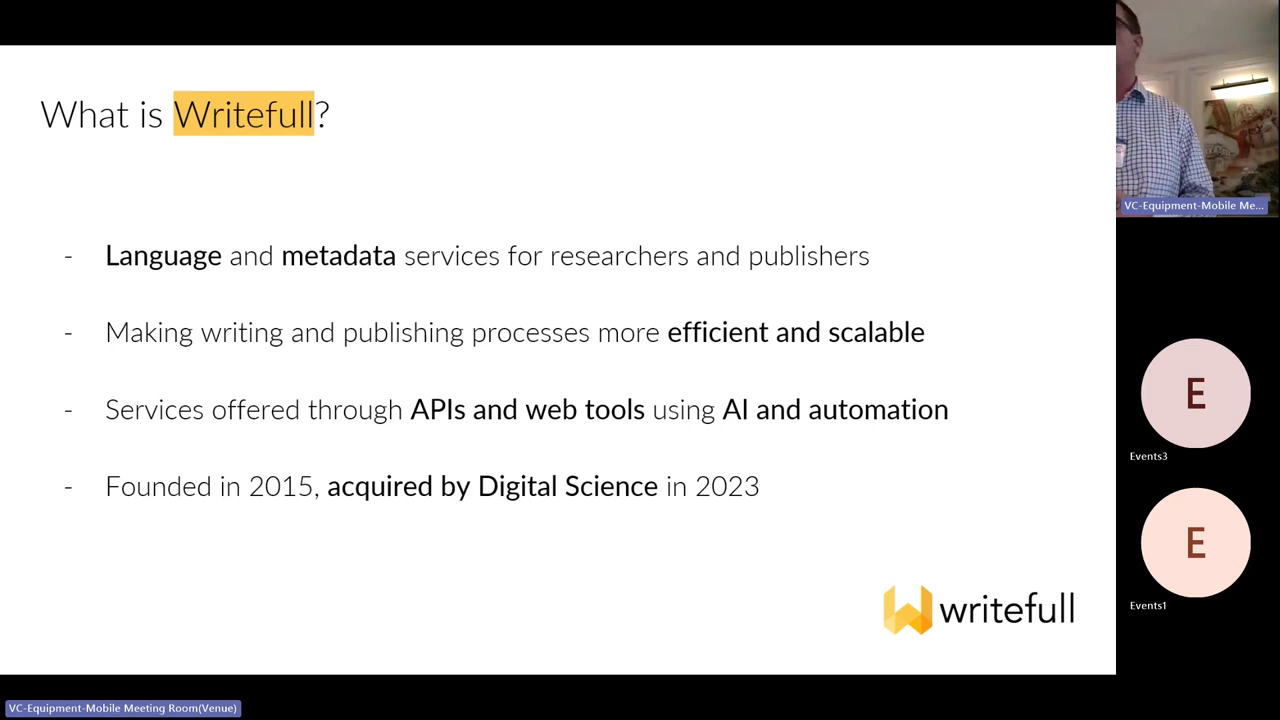 What is Writefull?
- Language and metadata services for researchers and publishers
- Making writing and publishing processes more efficient and scalable
- Services offered through APIs and web tools using AI and automation
- Founded in 2015, acquired by Digital Science in 2023
writefull
VC-Equipment-Mobile Me...
E
Events3
E
Events1
VC-Equipment-Mobile Meeting Room(Venue)